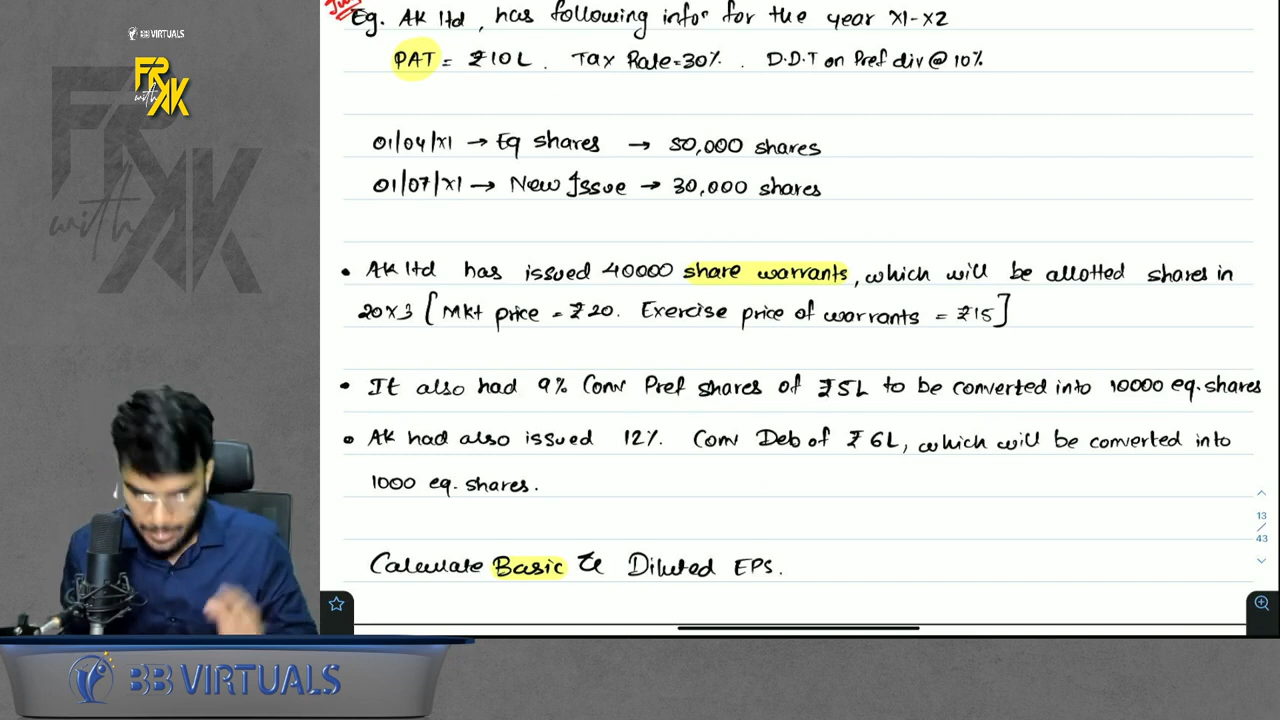 BB VIRTUALS
FR
with
AK
Eg. AK ltd, has following infoʳ for the year X1-X2
PAT = ₹10L. Tax Rate=30%. D.D.T on Pref div @ 10%
01/04/X1 → Eq shares → 50,000 shares
01/07/X1 → New Issue → 30,000 shares
• AK ltd has issued 40000 share warrants, which will be allotted shares in
20X3 [Mkt price = ₹20. Exercise price of warrants = ₹15]
• It also had 9% Conv Pref shares of ₹5L to be converted into 10000 eq.shares
• AK had also issued 12%. Conv Deb of ₹6L, which will be converted into
1000 eq. shares.
Calculate Basic & Diluted EPS.
13
/
43
FR
with
AK
BB VIRTUALS